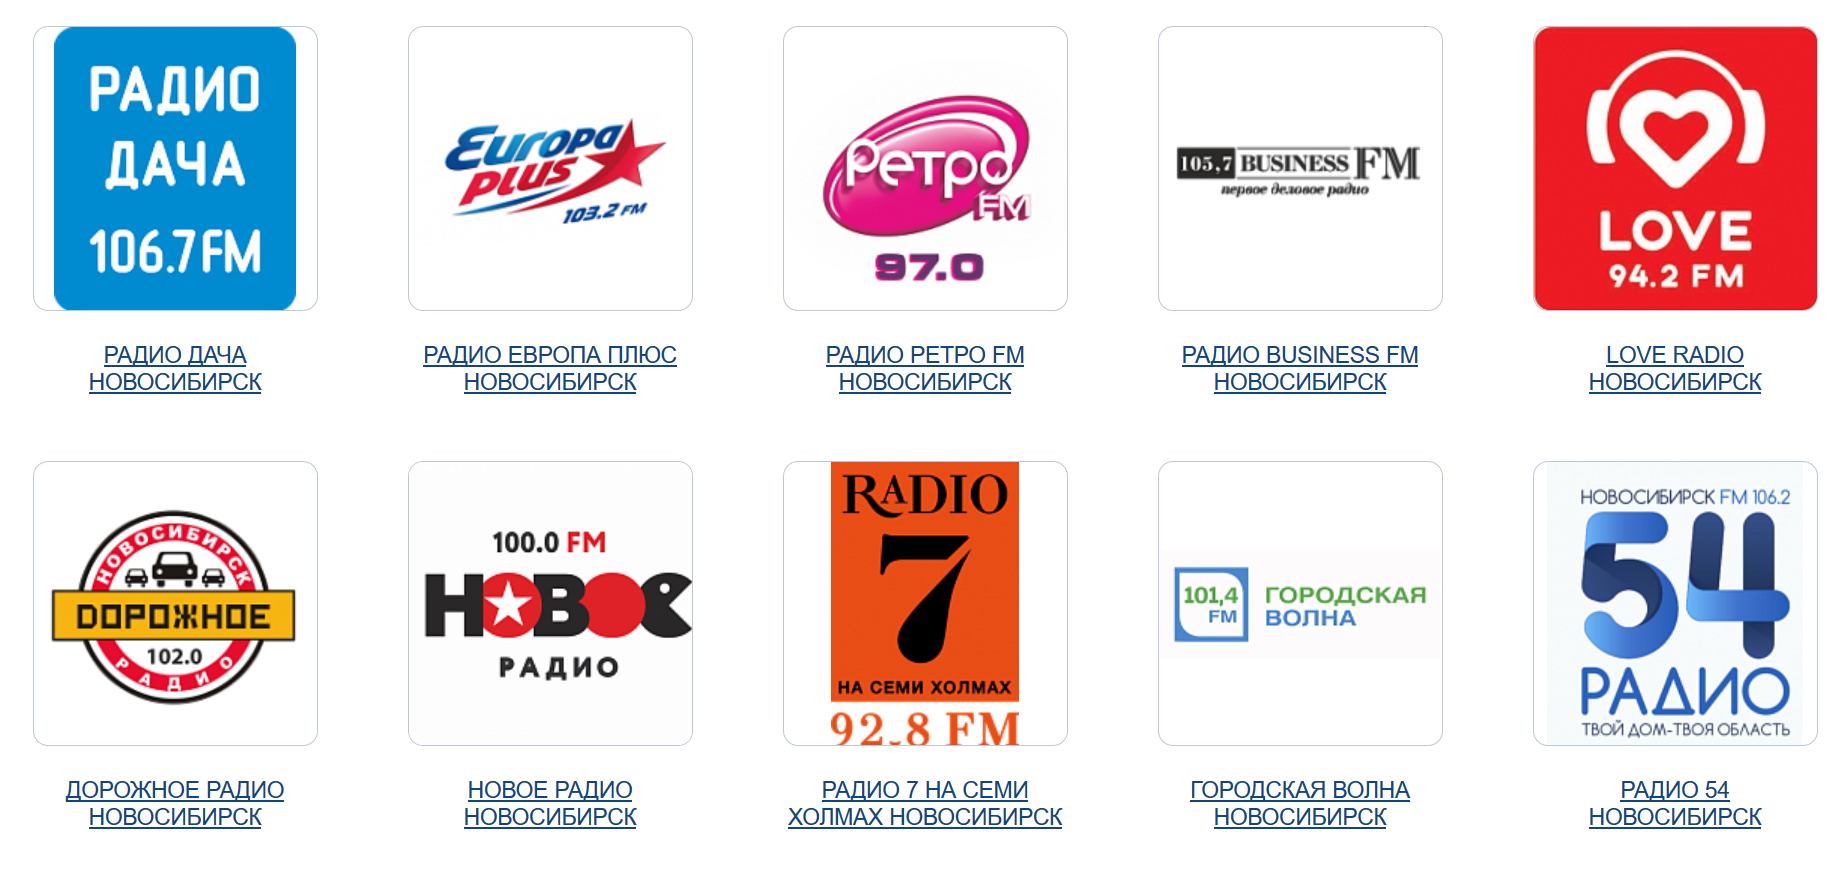 РАДИО
ДАЧА
106.7 FM
РАДИО ДАЧА
НОВОСИБИРСК
EUROPA
PLUS
103.2 FM
РАДИО ЕВРОПА ПЛЮС
НОВОСИБИРСК
Ретро
FM
97.0
РАДИО РЕТРО FM
НОВОСИБИРСК
105,7 BUSINESS FM
первое деловое радио
РАДИО BUSINESS FM
НОВОСИБИРСК
LOVE
94.2 FM
LOVE RADIO
НОВОСИБИРСК
НОВОСИБИРСК
ДОРОЖНОЕ
102.0
РАДИО
ДОРОЖНОЕ РАДИО
НОВОСИБИРСК
100.0 FM
НОВОЕ
РАДИО
НОВОЕ РАДИО
НОВОСИБИРСК
RADIO
7
НА СЕМИ ХОЛМАХ
92.8 FM
РАДИО 7 НА СЕМИ
ХОЛМАХ НОВОСИБИРСК
101,4
FM
ГОРОДСКАЯ
ВОЛНА
ГОРОДСКАЯ ВОЛНА
НОВОСИБИРСК
НОВОСИБИРСК FM 106.2
54
РАДИО
ТВОЙ ДОМ-ТВОЯ ОБЛАСТЬ
РАДИО 54
НОВОСИБИРСК